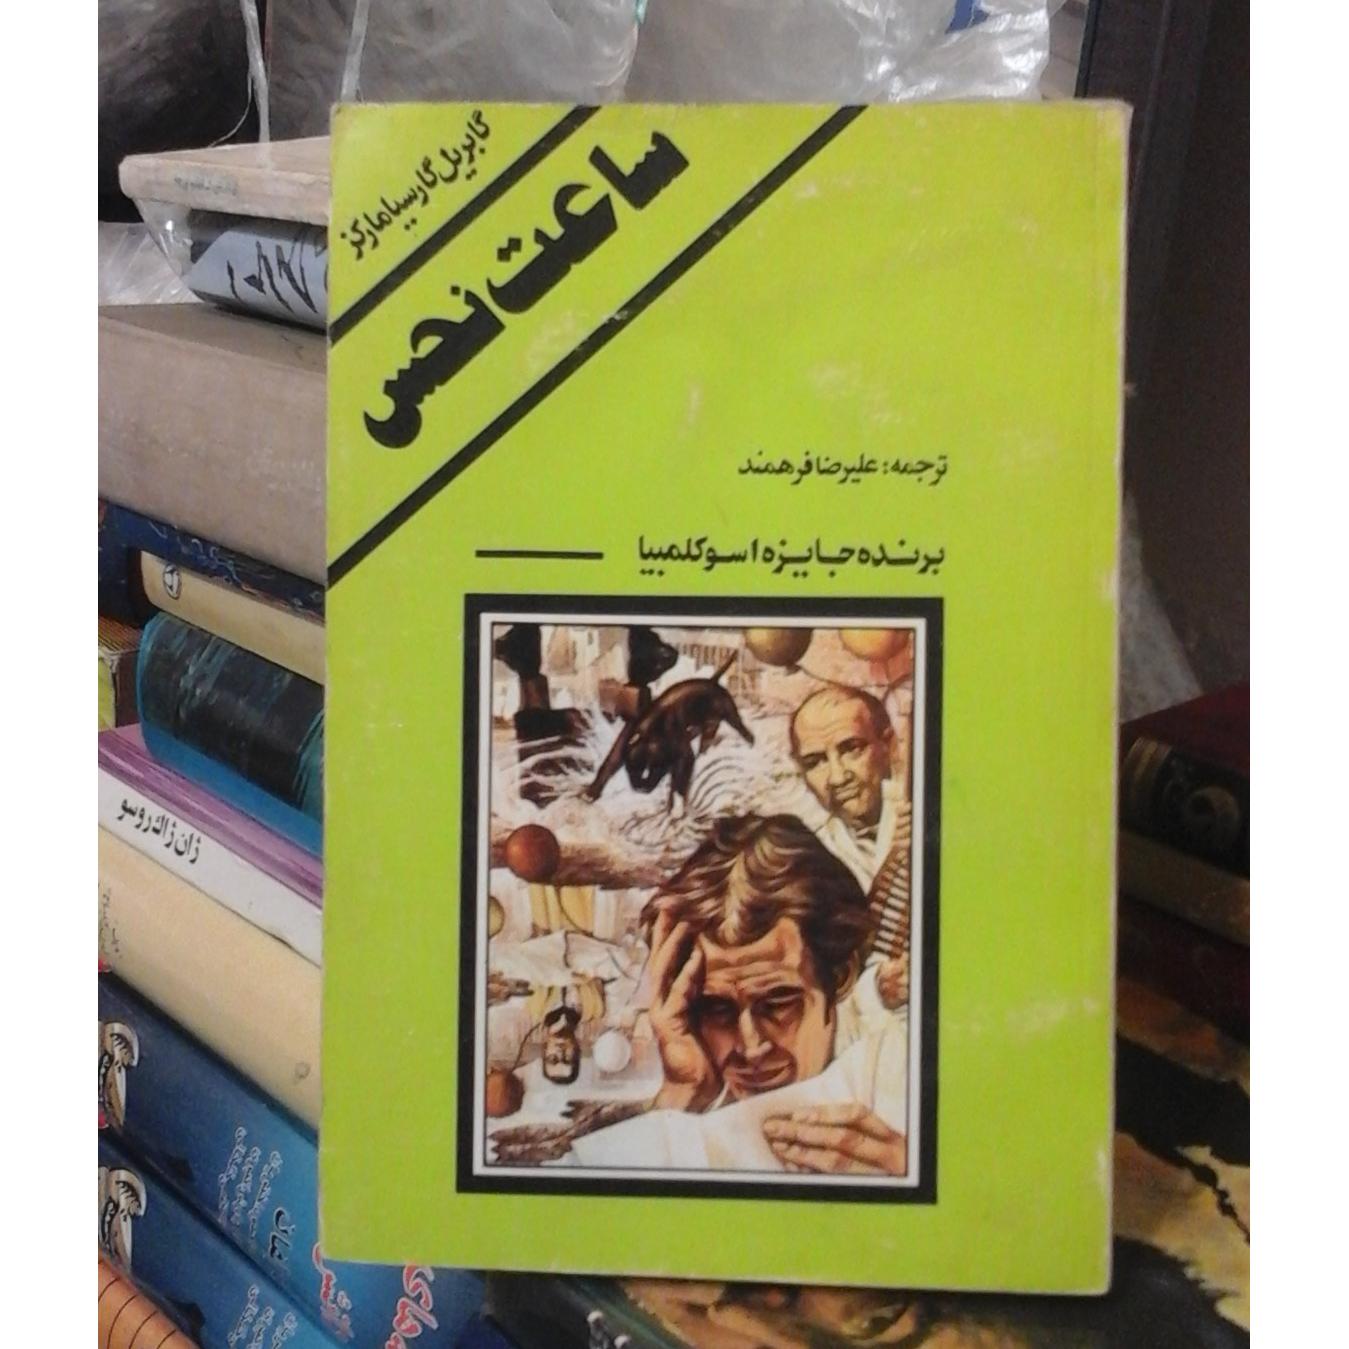 گابریل گارسیا مارکز
ساعت نحس
ترجمه: علیرضا فرهمند
برنده جایزه اسو کلمبیا
ژان ژاک روسو